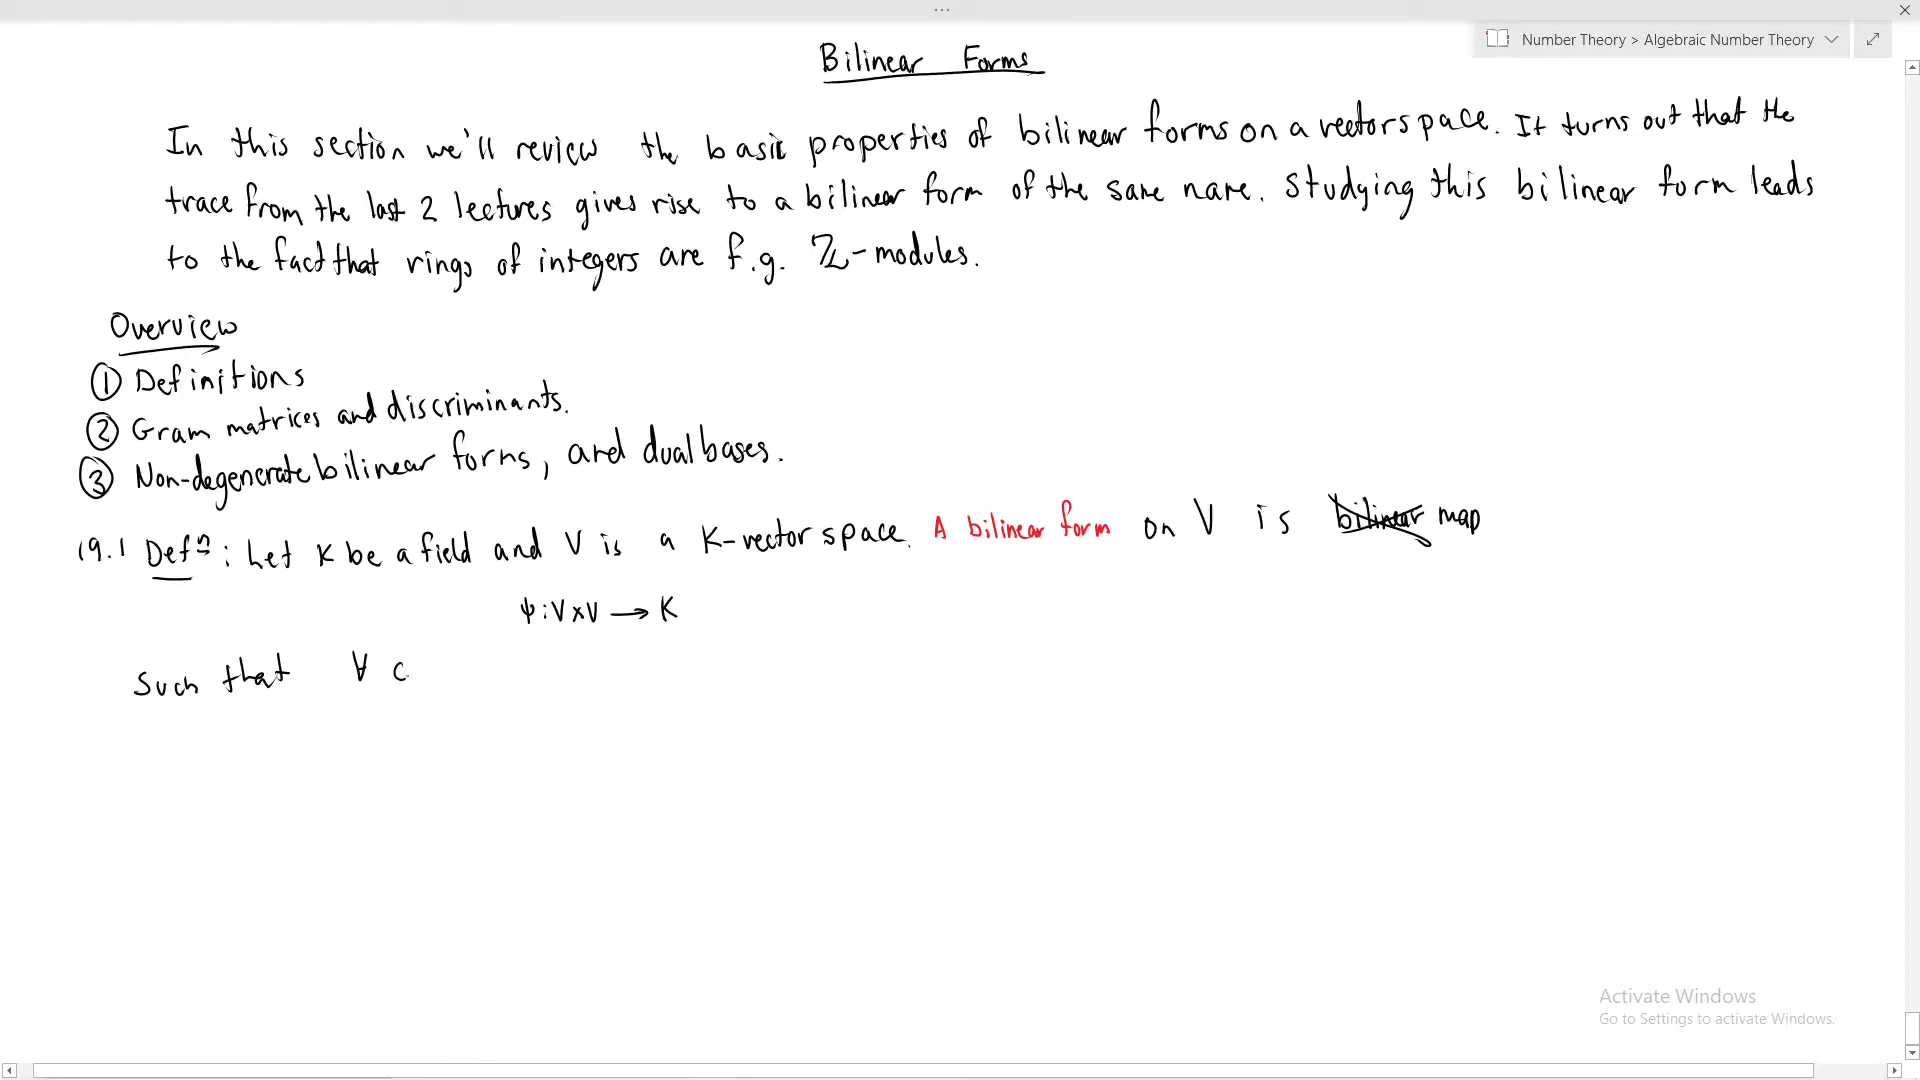 ...
Number Theory > Algebraic Number Theory
Bilinear Forms
In this section we'll review the basic properties of bilinear forms on a vectorspace. It turns out that the
trace from the last 2 lectures gives rise to a bilinear form of the same name. Studying this bilinear form leads
to the fact that rings of integers are f.g. ℤ-modules.
Overview
① Definitions
② Gram matrices and discriminants.
③ Non-degenerate bilinear forms, and dual bases.
19.1 Defⁿ: Let K be a field and V is a K-vector space. A bilinear form on V is bilinear map
ψ: V×V → K
Such that ∀ c
Activate Windows
Go to Settings to activate Windows.